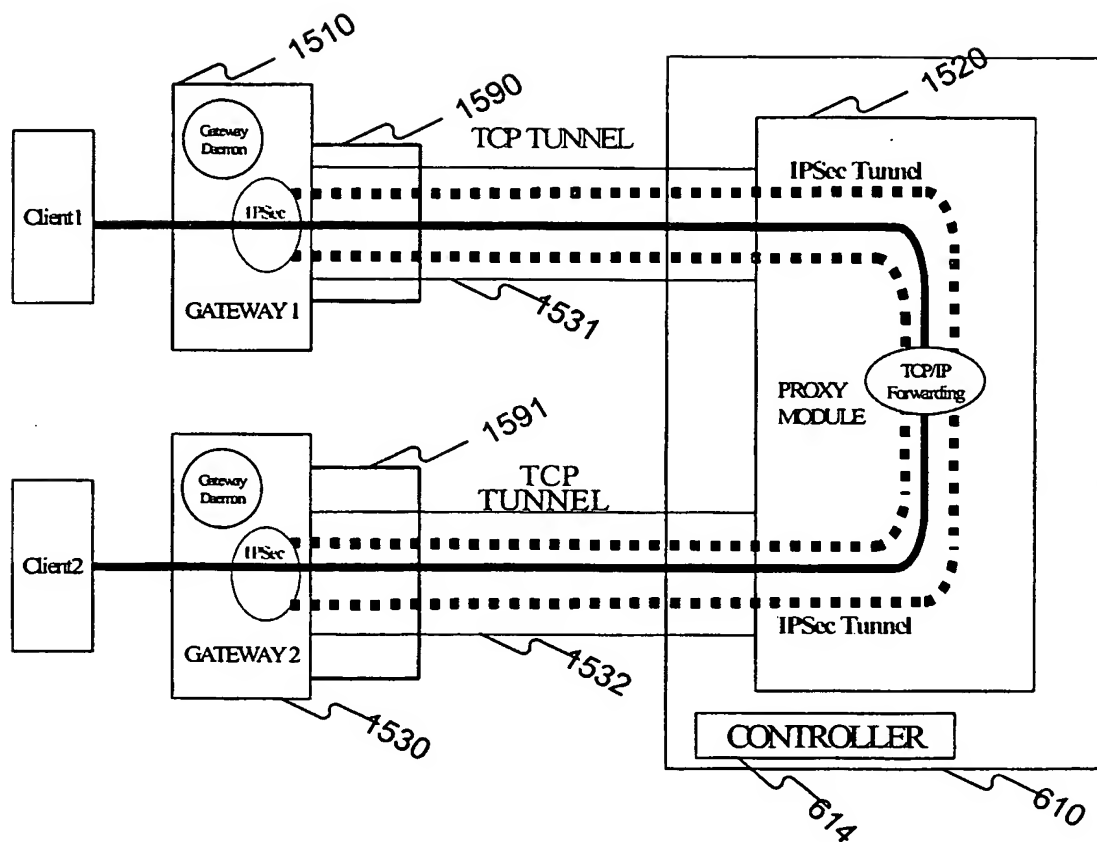 1510
1590
1520
TCP TUNNEL
Gateway
Daemon
IPSec Tunnel
Client1
IPSec
GATEWAY 1
1531
TCP/IP
Forwarding
PROXY
MODULE
1591
TCP
TUNNEL
Gateway
Daemon
IPSec
Client2
IPSec Tunnel
GATEWAY 2
1532
1530
CONTROLLER
614
610